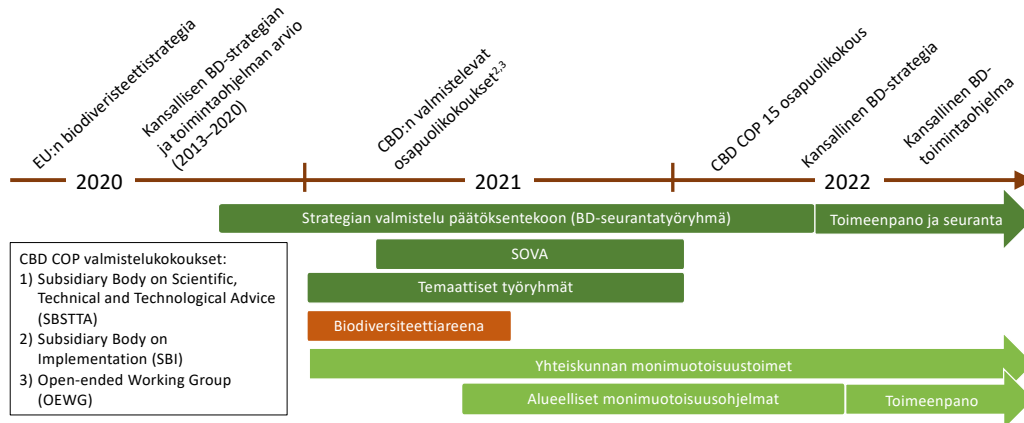 EU:n biodiveristeettistrategia
Kansallisen BD-strategian
ja toimintaohjelman arvio
(2013–2020)
CBD:n valmistelevat
osapuolikokoukset2,3
CBD COP 15 osapuolikokous
Kansallinen BD-strategia
Kansallinen BD-
toimintaohjelma
2020
2021
2022
Strategian valmistelu päätöksentekoon (BD-seurantatyöryhmä)
Toimeenpano ja seuranta
SOVA
Temaattiset työryhmät
Biodiversiteettiareena
Yhteiskunnan monimuotoisuustoimet
Alueelliset monimuotoisuusohjelmat
Toimeenpano
CBD COP valmistelukokoukset:
1) Subsidiary Body on Scientific,
Technical and Technological Advice
(SBSTTA)
2) Subsidiary Body on
Implementation (SBI)
3) Open-ended Working Group
(OEWG)